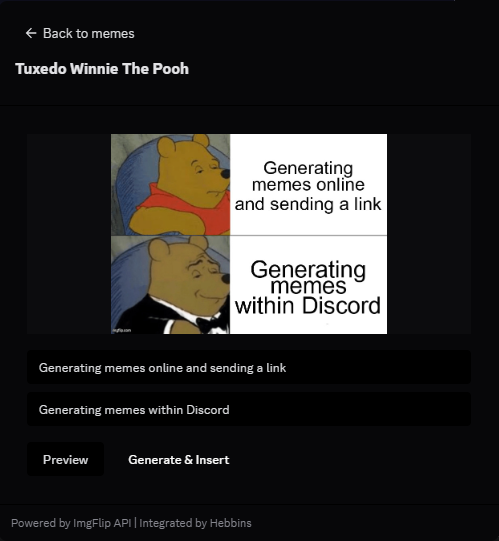 ← Back to memes
Tuxedo Winnie The Pooh
Generating
memes online
and sending a link
Generating
memes
within Discord
imgflip.com
Generating memes online and sending a link
Generating memes within Discord
Preview
Generate & Insert
Powered by ImgFlip API | Integrated by Hebbins